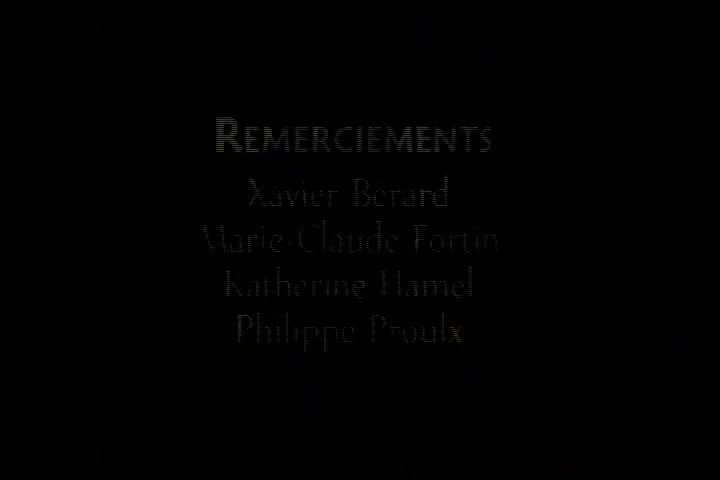 REMERCIEMENTS
Xavier Bérard
Marie-Claude Fortin
Katherine Hamel
Philippe Proulx